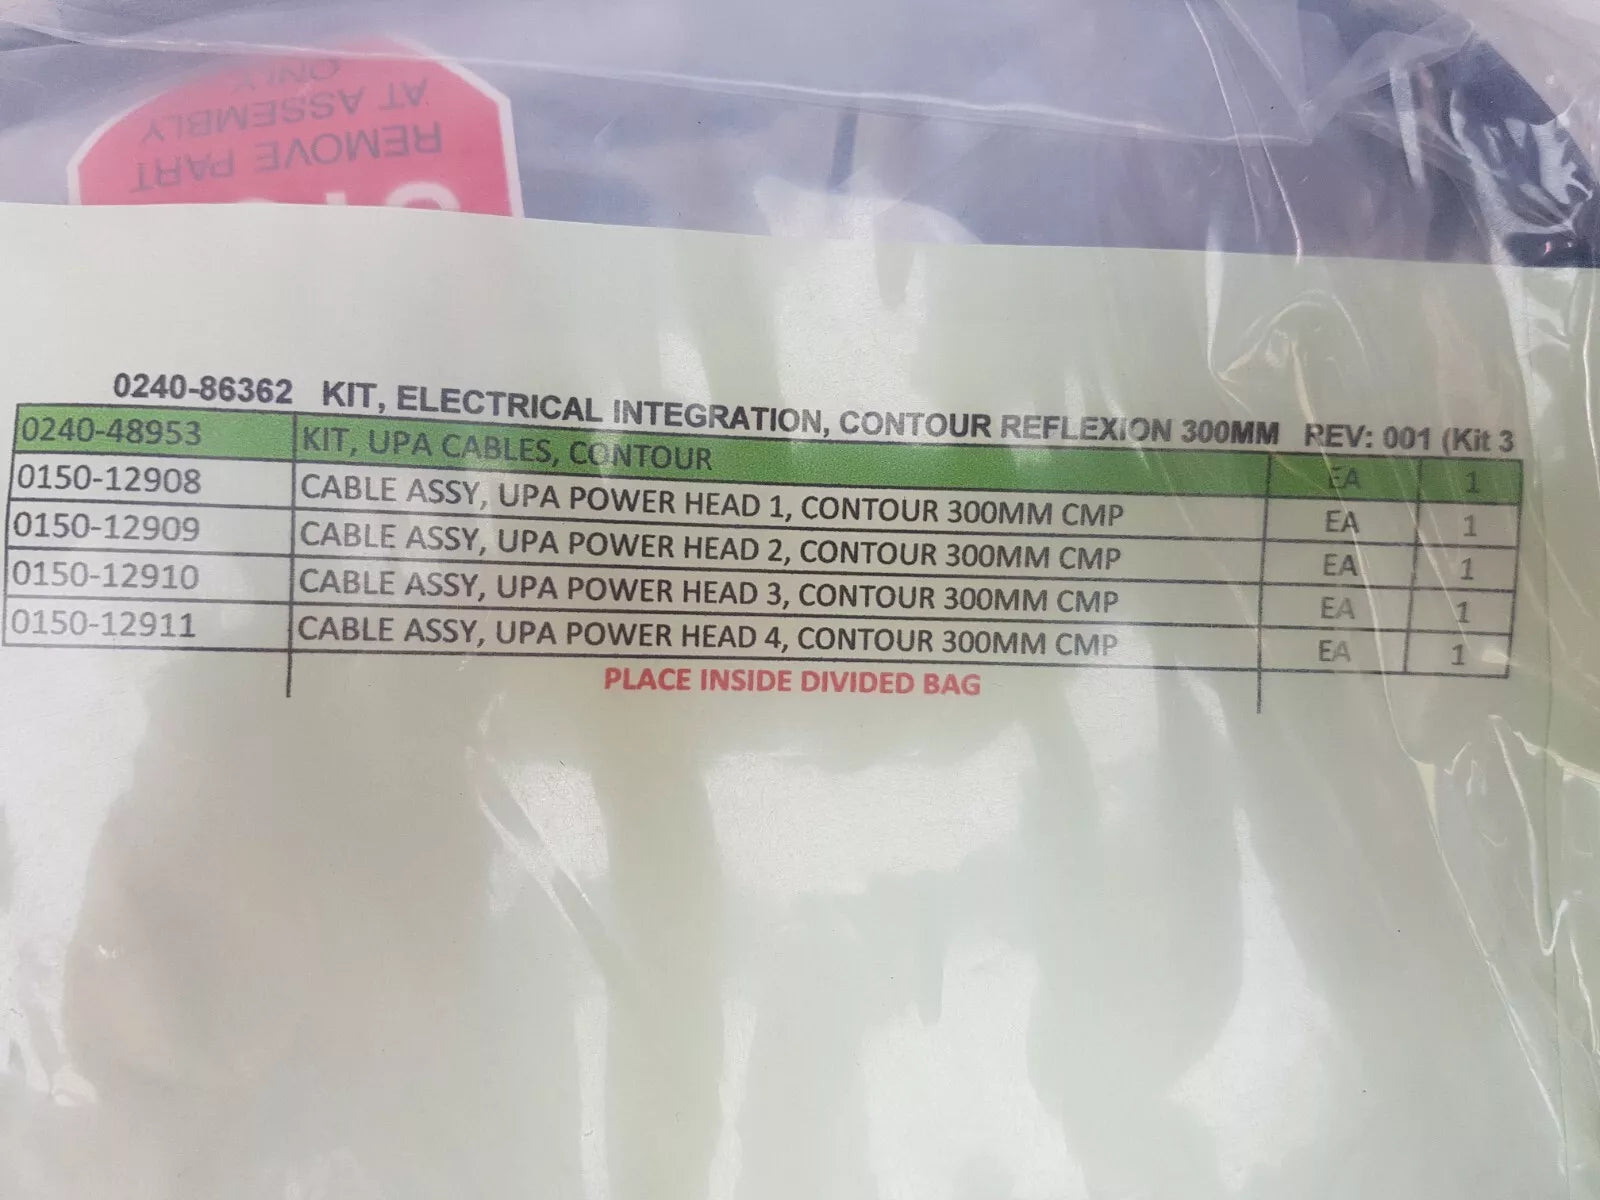 REMOVE PART
AT ASSEMBLY
ONLY
0240-86362 KIT, ELECTRICAL INTEGRATION, CONTOUR REFLEXION 300MM REV: 001 (Kit 3
0240-48953 KIT, UPA CABLES, CONTOUR EA 1
0150-12908 CABLE ASSY, UPA POWER HEAD 1, CONTOUR 300MM CMP EA 1
0150-12909 CABLE ASSY, UPA POWER HEAD 2, CONTOUR 300MM CMP EA 1
0150-12910 CABLE ASSY, UPA POWER HEAD 3, CONTOUR 300MM CMP EA 1
0150-12911 CABLE ASSY, UPA POWER HEAD 4, CONTOUR 300MM CMP EA 1
PLACE INSIDE DIVIDED BAG